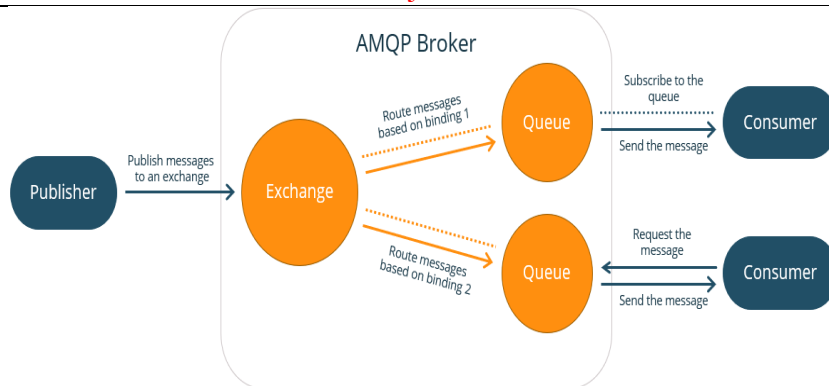 AMQP Broker
Publisher
Publish messages
to an exchange
Exchange
Route messages
based on binding 1
Route messages
based on binding 2
Queue
Subscribe to the
queue
Send the message
Consumer
Queue
Request the
message
Send the message
Consumer